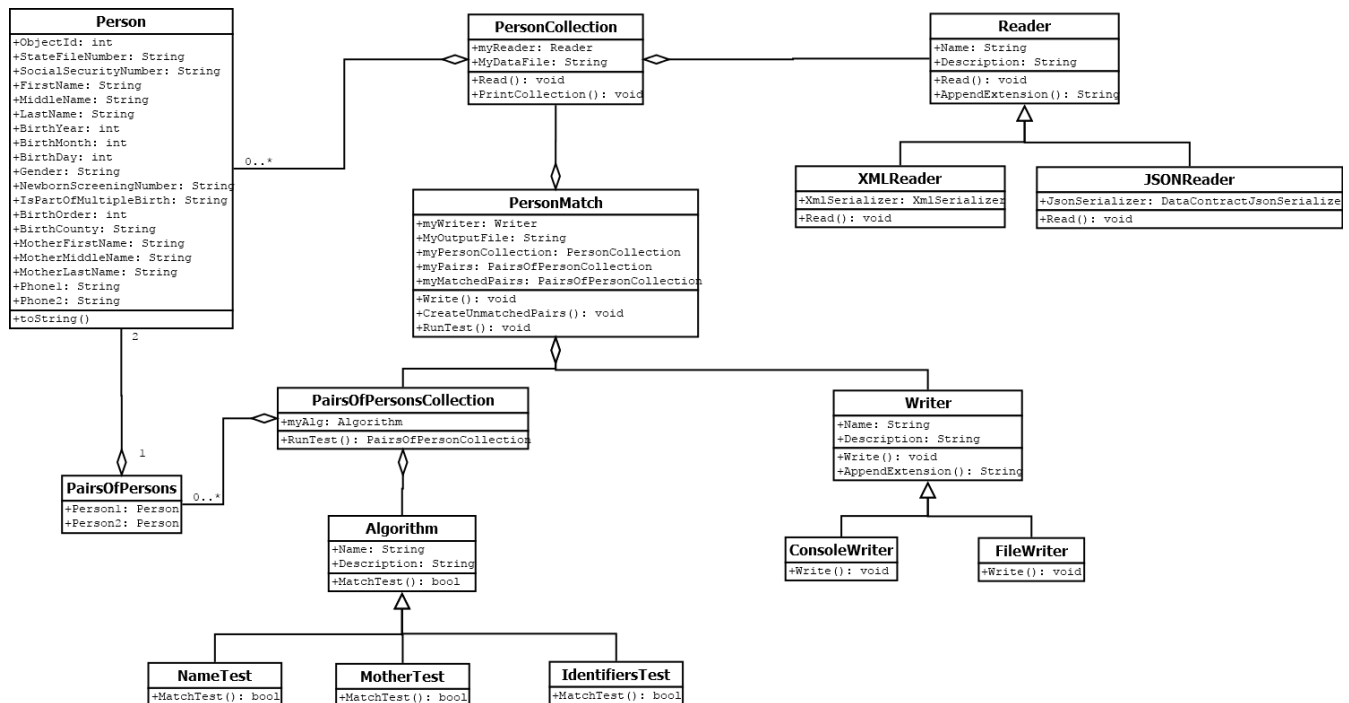 Person
+ObjectId: int
+StateFileNumber: String
+SocialSecurityNumber: String
+FirstName: String
+MiddleName: String
+LastName: String
+BirthYear: int
+BirthMonth: int
+BirthDay: int
+Gender: String
+NewbornScreeningNumber: String
+IsPartOfMultipleBirth: String
+BirthOrder: int
+BirthCounty: String
+MotherFirstName: String
+MotherMiddleName: String
+MotherLastName: String
+Phone1: String
+Phone2: String
+toString()
2
0..*
PersonCollection
+myReader: Reader
+MyDataFile: String
+Read(): void
+PrintCollection(): void
Reader
+Name: String
+Description: String
+Read(): void
+AppendExtension(): String
XMLReader
+XmlSerializer: XmlSerializer
+Read(): void
JSONReader
+JsonSerializer: DataContractJsonSerialize
+Read(): void
PersonMatch
+myWriter: Writer
+MyOutputFile: String
+myPersonCollection: PersonCollection
+myPairs: PairsOfPersonCollection
+myMatchedPairs: PairsOfPersonCollection
+Write(): void
+CreateUnmatchedPairs(): void
+RunTest(): void
PairsOfPersonsCollection
+myAlg: Algorithm
+RunTest(): PairsOfPersonCollection
1
PairsOfPersons
+Person1: Person
+Person2: Person
0..*
Writer
+Name: String
+Description: String
+Write(): void
+AppendExtension(): String
ConsoleWriter
+Write(): void
FileWriter
+Write(): void
Algorithm
+Name: String
+Description: String
+MatchTest(): bool
NameTest
+MatchTest(): bool
MotherTest
+MatchTest(): bool
IdentifiersTest
+MatchTest(): bool